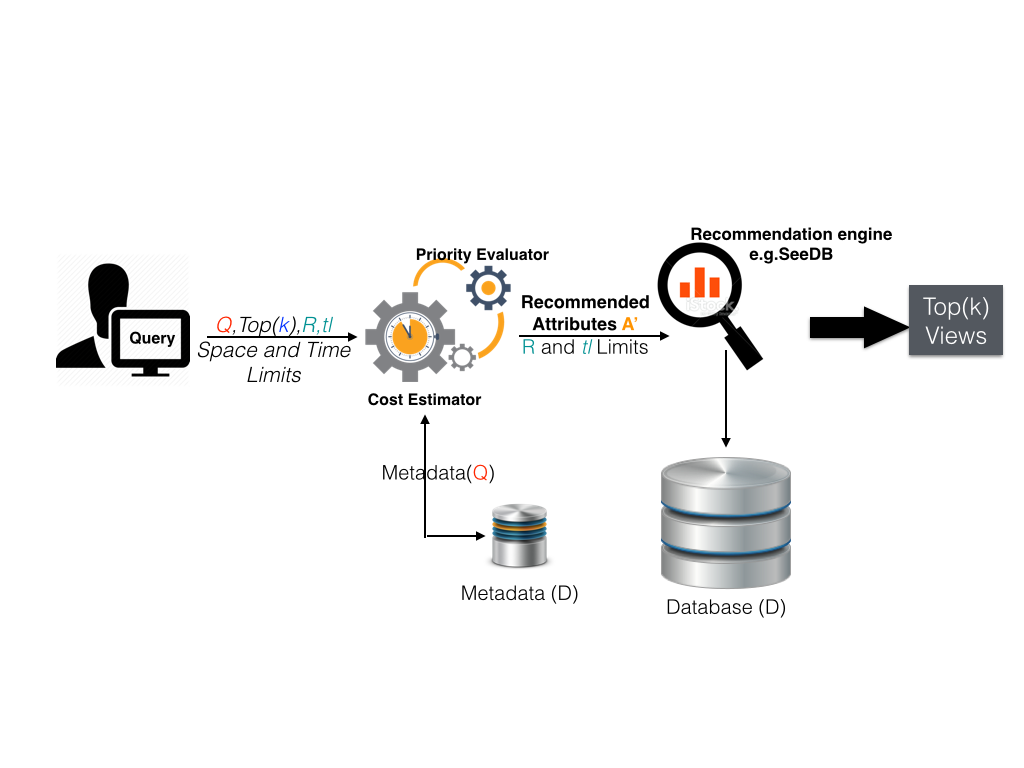 Recommendation engine
e.g.SeeDB
Priority Evaluator
Query
Q,Top(k),R,tl
Space and Time
Limits
Recommended
Attributes A’
R and tl Limits
iStock
Top(k)
Views
Cost Estimator
Metadata(Q)
Metadata (D)
Database (D)